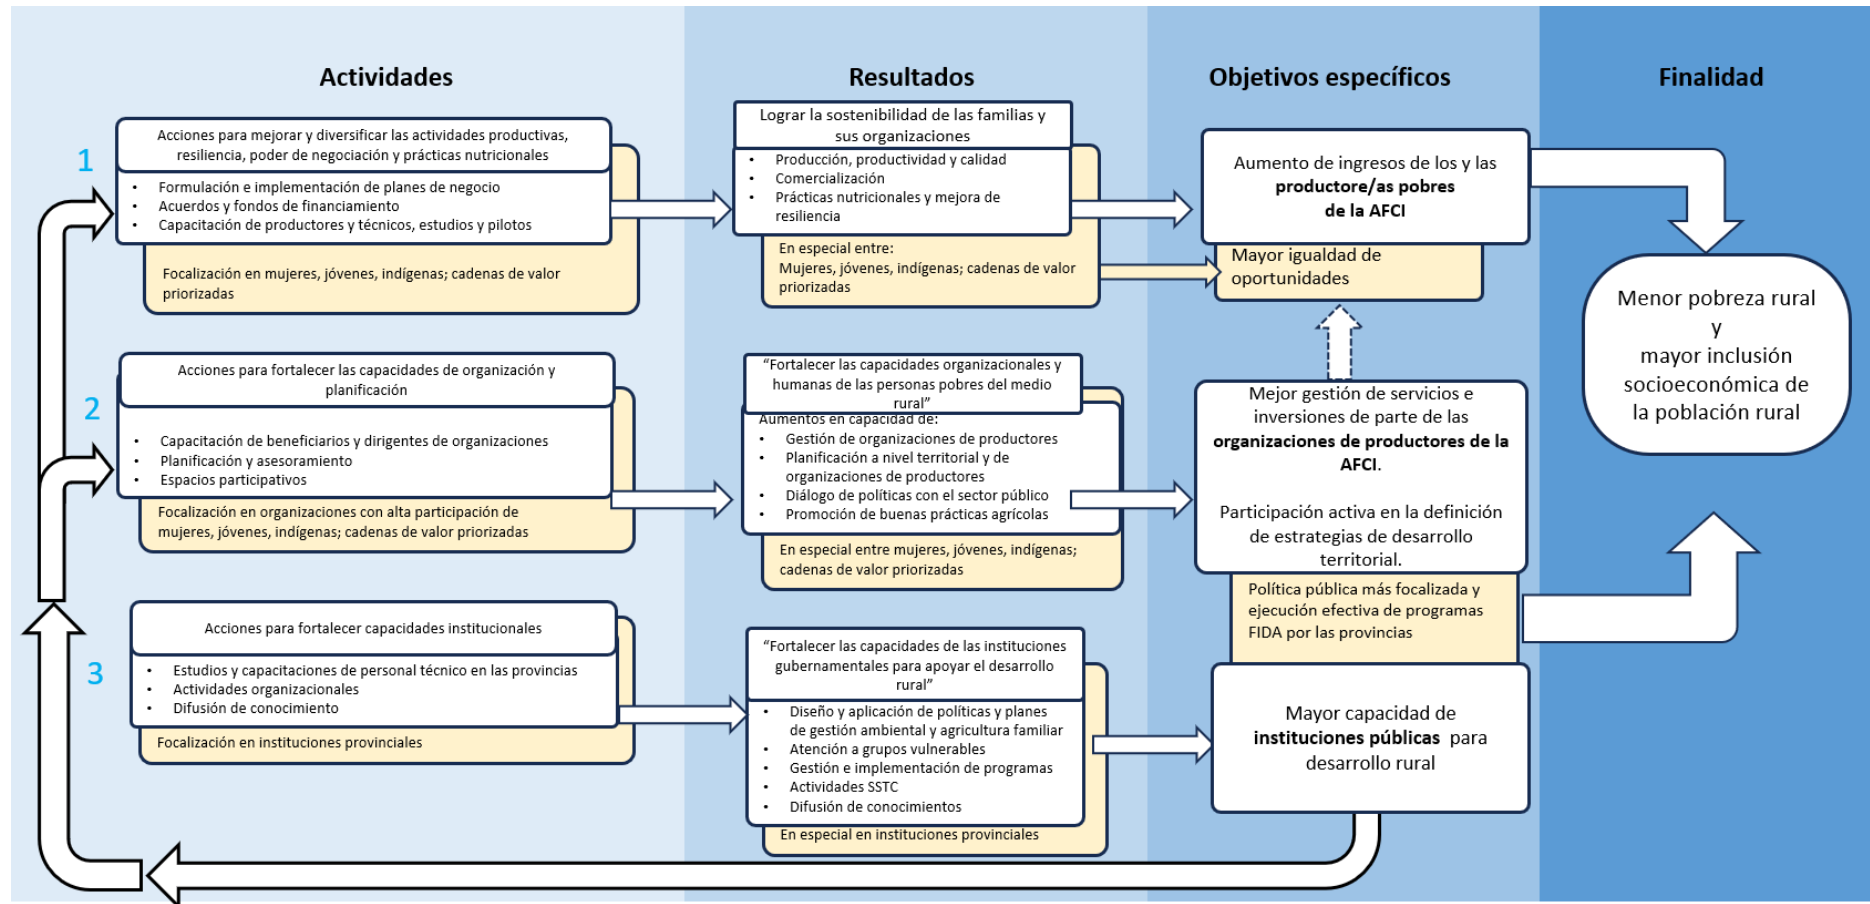 Actividades
Resultados
Objetivos específicos
Finalidad
1
Acciones para mejorar y diversificar las actividades productivas,
resiliencia, poder de negociación y prácticas nutricionales
• Formulación e implementación de planes de negocio
• Acuerdos y fondos de financiamiento
• Capacitación de productores y técnicos, estudios y pilotos
Focalización en mujeres, jóvenes, indígenas; cadenas de valor
priorizadas
Lograr la sostenibilidad de las familias y
sus organizaciones
• Producción, productividad y calidad
• Comercialización
• Prácticas nutricionales y mejora de
resiliencia
En especial entre:
Mujeres, jóvenes, indígenas; cadenas de valor
priorizadas
Aumento de ingresos de los y las
productore/as pobres
de la AFCI
Mayor igualdad de
oportunidades
Menor pobreza rural
y
mayor inclusión
socioeconómica de
la población rural
2
Acciones para fortalecer las capacidades de organización y
planificación
• Capacitación de beneficiarios y dirigentes de organizaciones
• Planificación y asesoramiento
• Espacios participativos
Focalización en organizaciones con alta participación de
mujeres, jóvenes, indígenas; cadenas de valor priorizadas
“Fortalecer las capacidades organizacionales y
humanas de las personas pobres del medio
rural”
Aumentos en capacidad de:
• Gestión de organizaciones de productores
• Planificación a nivel territorial y de
organizaciones de productores
• Diálogo de políticas con el sector público
• Promoción de buenas prácticas agrícolas
En especial entre mujeres, jóvenes, indígenas;
cadenas de valor priorizadas
Mejor gestión de servicios e
inversiones de parte de las
organizaciones de productores de la
AFCI.
Participación activa en la definición
de estrategias de desarrollo
territorial.
Política pública más focalizada y
ejecución efectiva de programas
FIDA por las provincias
3
Acciones para fortalecer capacidades institucionales
• Estudios y capacitaciones de personal técnico en las provincias
• Actividades organizacionales
• Difusión de conocimiento
Focalización en instituciones provinciales
“Fortalecer las capacidades de las instituciones
gubernamentales para apoyar el desarrollo
rural”
• Diseño y aplicación de políticas y planes
de gestión ambiental y agricultura familiar
• Atención a grupos vulnerables
• Gestión e implementación de programas
• Actividades SSTC
• Difusión de conocimientos
En especial en instituciones provinciales
Mayor capacidad de
instituciones públicas para
desarrollo rural